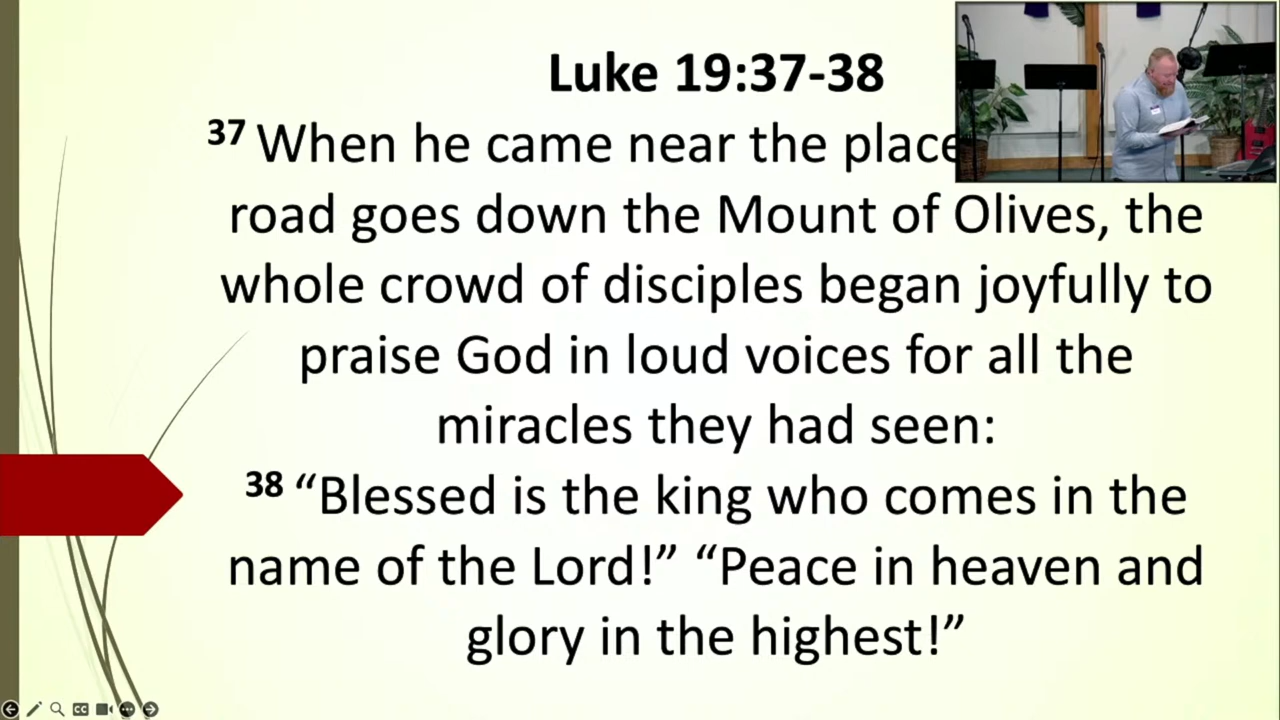 Luke 19:37-38
37 When he came near the place
road goes down the Mount of Olives, the
whole crowd of disciples began joyfully to
praise God in loud voices for all the
miracles they had seen:
38 “Blessed is the king who comes in the
name of the Lord!” “Peace in heaven and
glory in the highest!”
CC